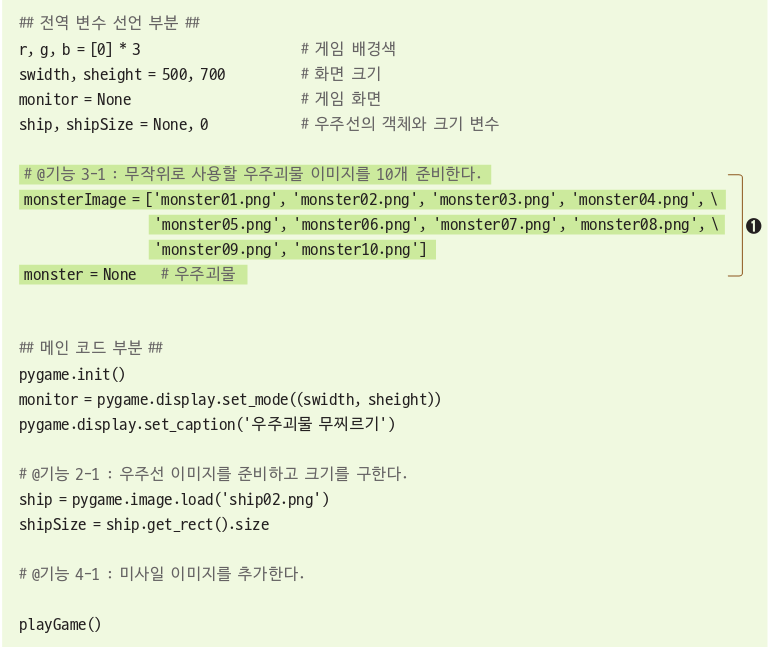 ## 전역 변수 선언 부분 ##
r, g, b = [0] * 3 # 게임 배경색
swidth, sheight = 500, 700 # 화면 크기
monitor = None # 게임 화면
ship, shipSize = None, 0 # 우주선의 객체와 크기 변수
# @기능 3-1 : 무작위로 사용할 우주괴물 이미지를 10개 준비한다.
monsterImage = ['monster01.png', 'monster02.png', 'monster03.png', 'monster04.png', \
'monster05.png', 'monster06.png', 'monster07.png', 'monster08.png', \
❶
'monster09.png', 'monster10.png']
monster = None # 우주괴물
## 메인 코드 부분 ##
pygame.init()
monitor = pygame.display.set_mode((swidth, sheight))
pygame.display.set_caption('우주괴물 무찌르기')
# @기능 2-1 : 우주선 이미지를 준비하고 크기를 구한다.
ship = pygame.image.load('ship02.png')
shipSize = ship.get_rect().size
# @기능 4-1 : 미사일 이미지를 추가한다.
playGame()